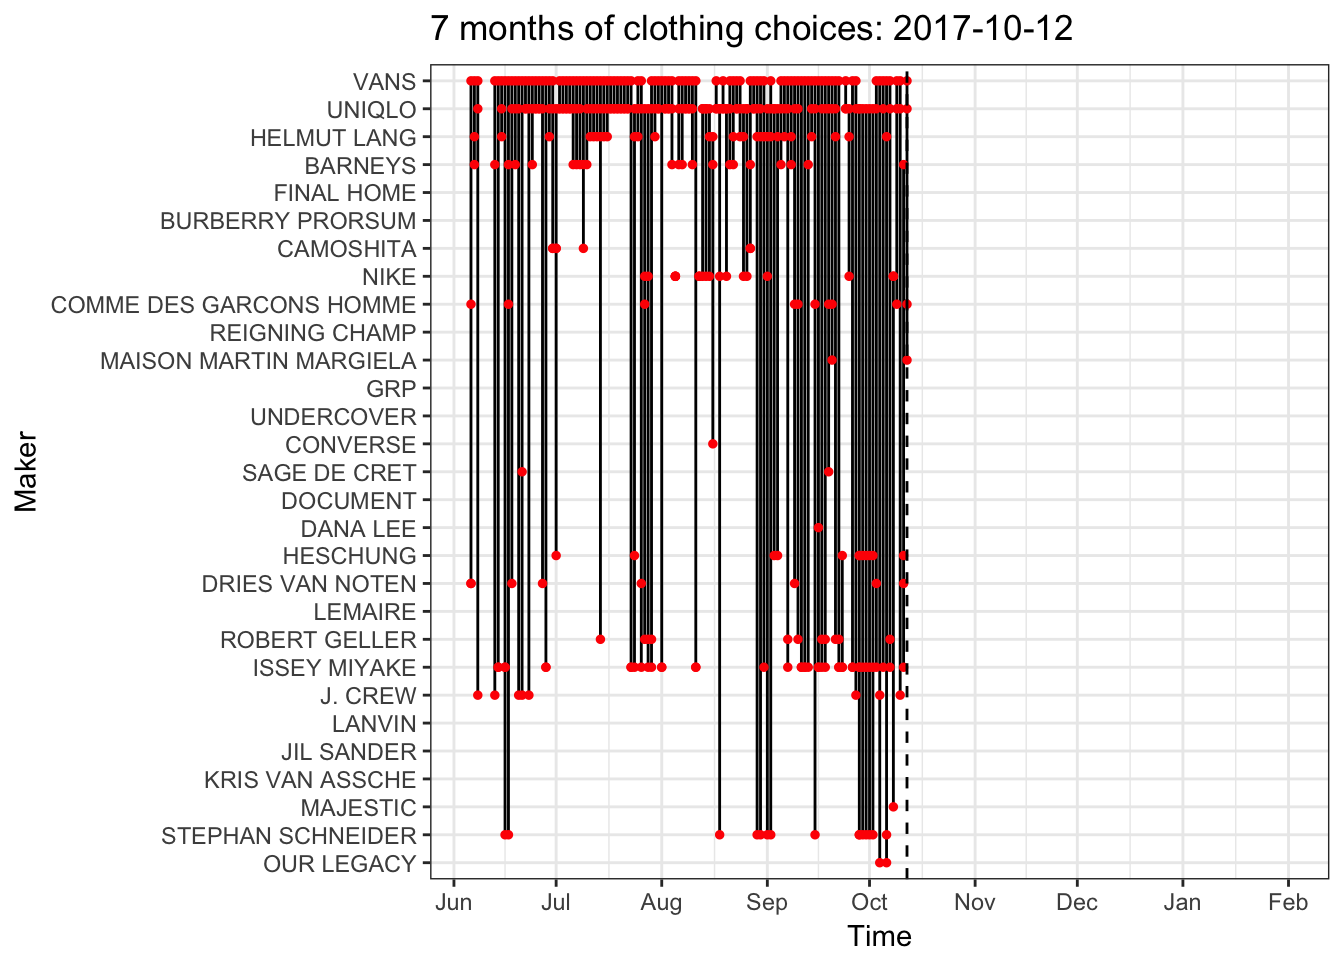 7 months of clothing choices: 2017-10-12
VANS
UNIQLO
HELMUT LANG
BARNEYS
FINAL HOME
BURBERRY PRORSUM
CAMOSHITA
NIKE
COMME DES GARCONS HOMME
REIGNING CHAMP
MAISON MARTIN MARGIELA
GRP
UNDERCOVER
CONVERSE
SAGE DE CRET
DOCUMENT
DANA LEE
HESCHUNG
DRIES VAN NOTEN
LEMAIRE
ROBERT GELLER
ISSEY MIYAKE
J. CREW
LANVIN
JIL SANDER
KRIS VAN ASSCHE
MAJESTIC
STEPHAN SCHNEIDER
OUR LEGACY
Maker
Jun Jul Aug Sep Oct Nov Dec Jan Feb
Time